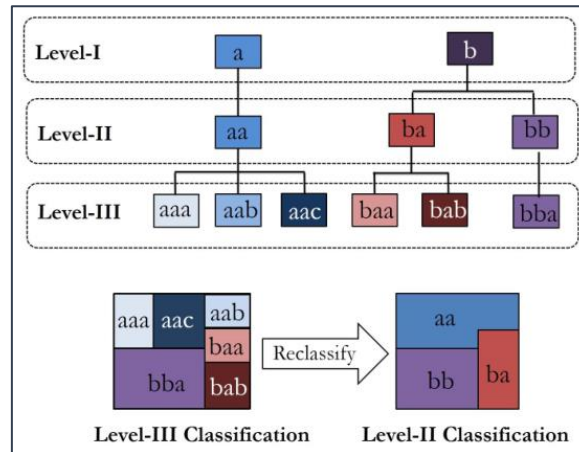 Level-I
a
b
Level-II
aa
ba
bb
Level-III
aaa
aab
aac
baa
bab
bba
aaa
aac
aab
baa
bba
bab
Reclassify
aa
bb
ba
Level-III Classification
Level-II Classification